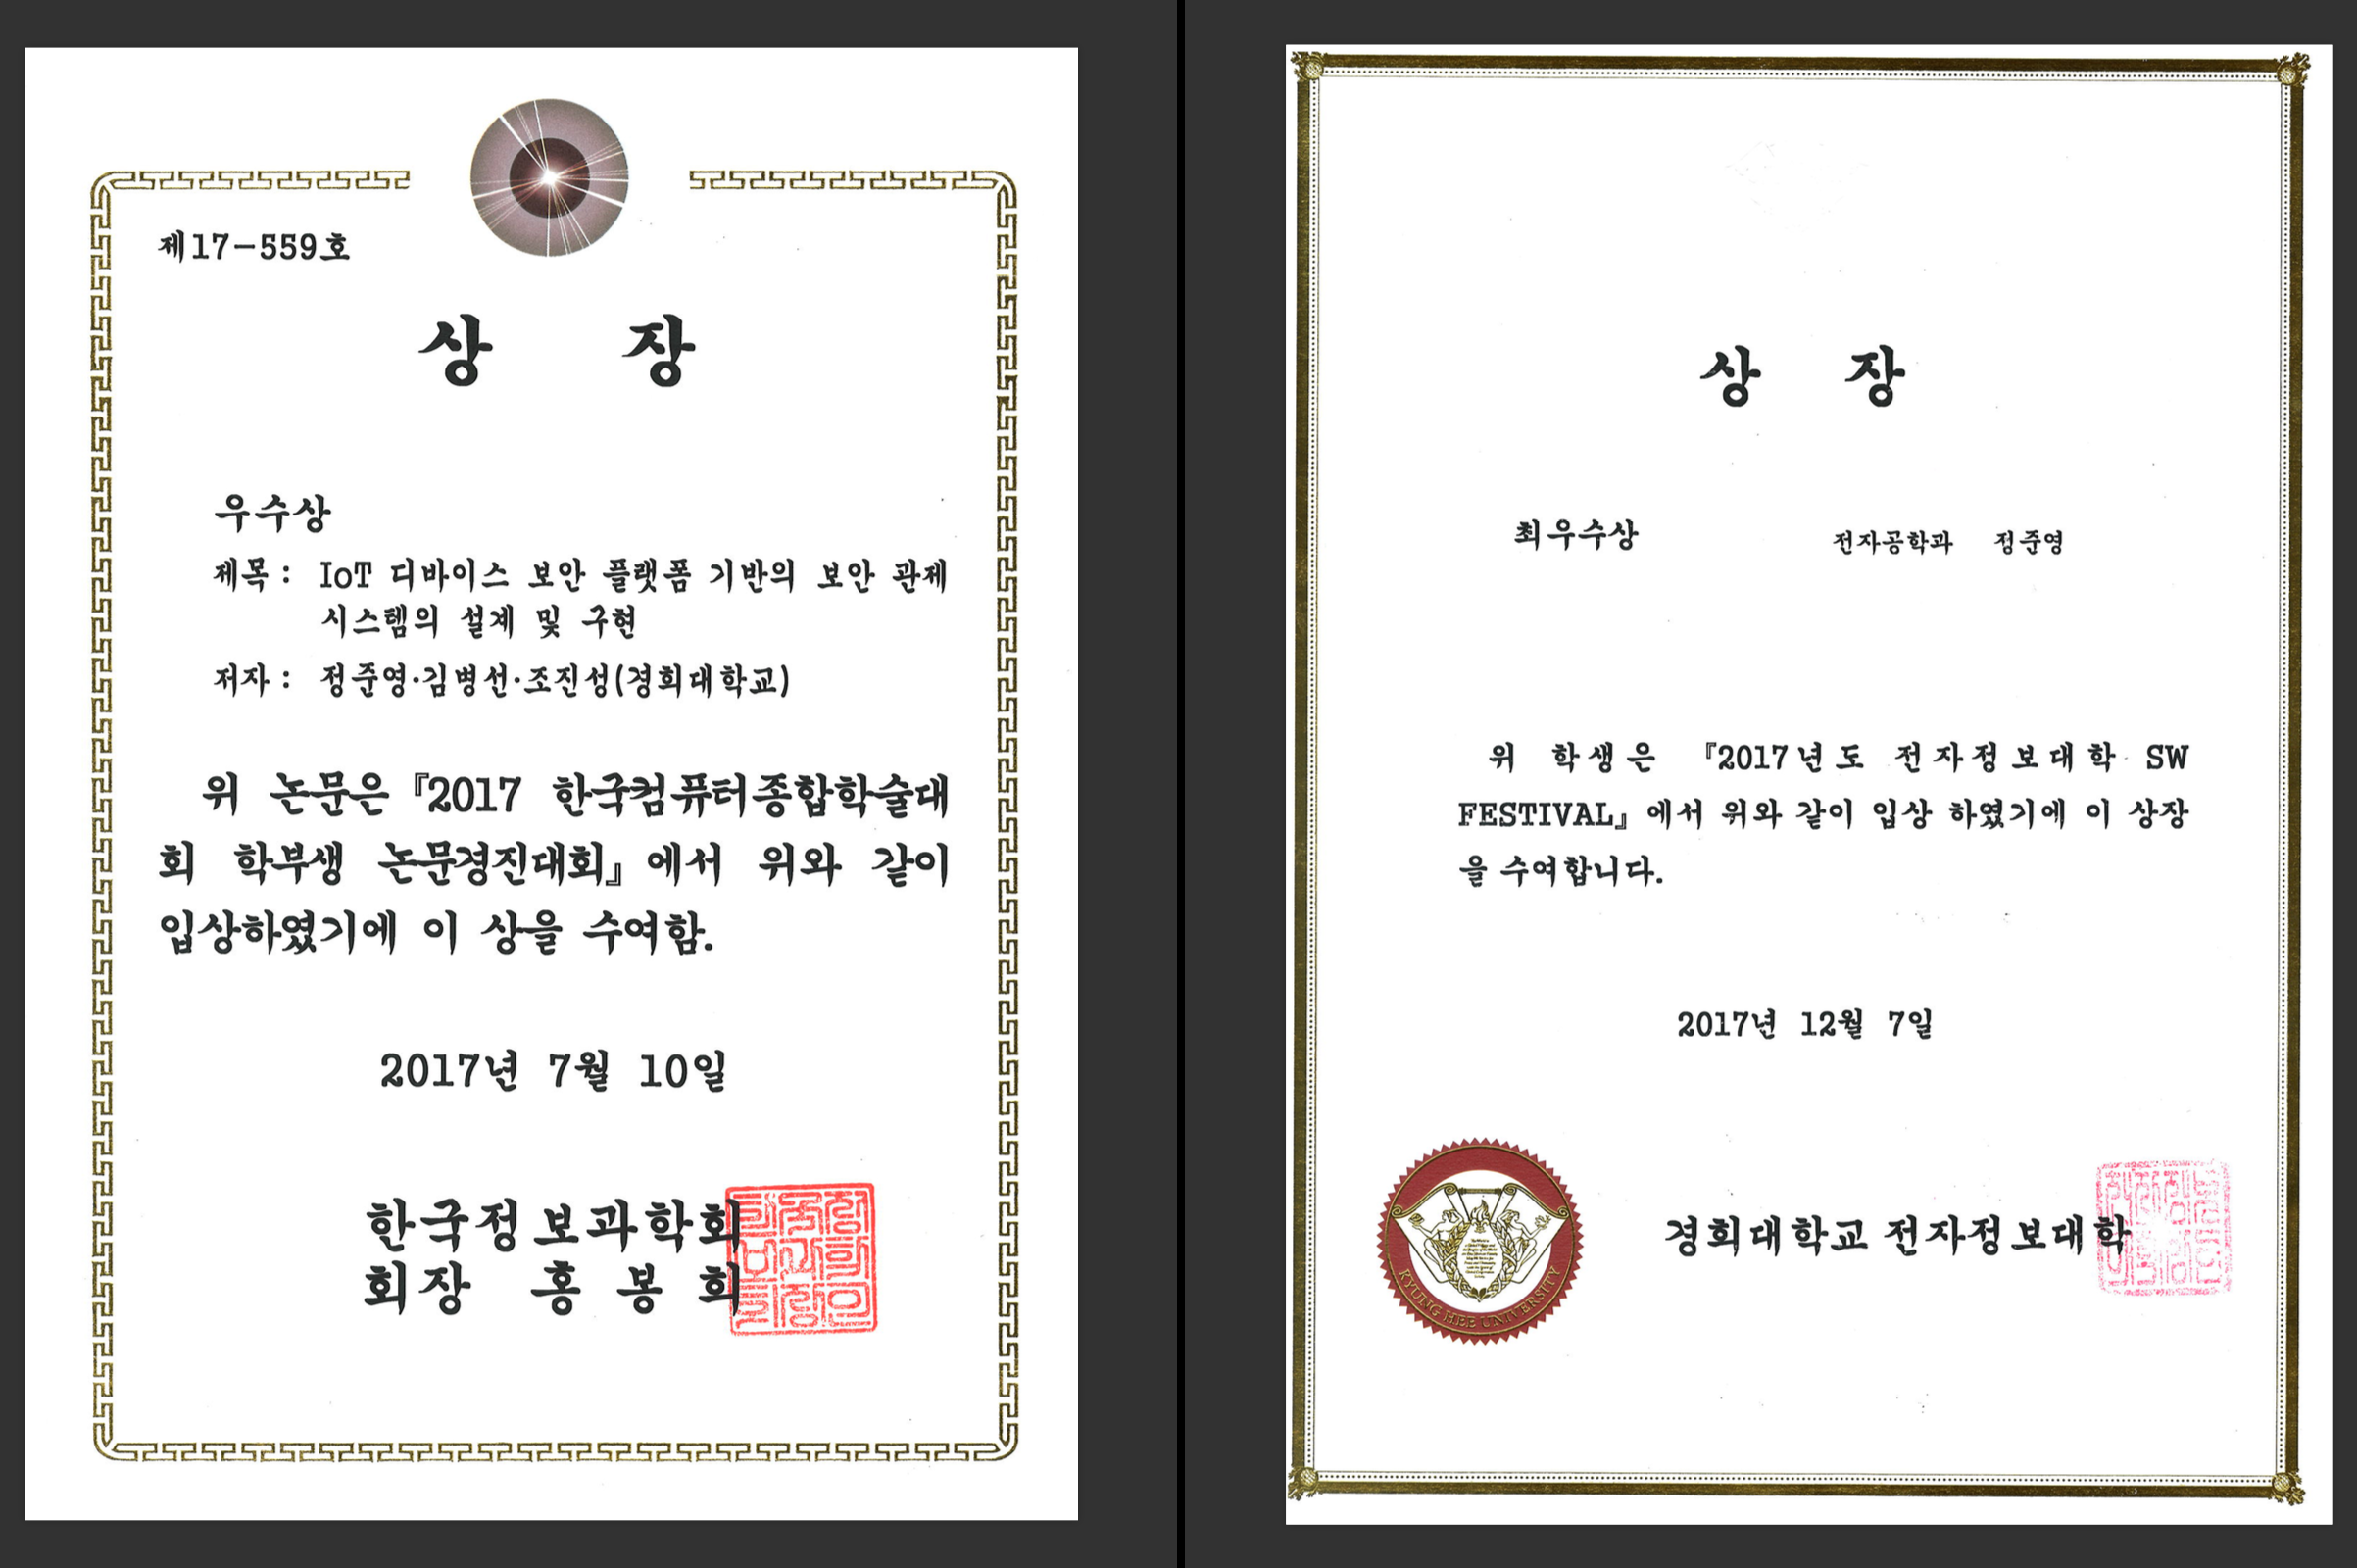 제17-559호
상 장
우수상
제목 : IoT 디바이스 보안 플랫폼 기반의 보안 관제
시스템의 설계 및 구현
저자 : 정준영·김병선·조진성(경희대학교)
위 논문은 『2017 한국컴퓨터종합학술대
회 학부생 논문경진대회』에서 위와 같이
입상하였기에 이 상을 수여함.
2017년 7월 10일
한국정보과학회
회장 홍 봉 희
상 장
최우수상 전자공학과 정준영
위 학생은 『2017년도 전자정보대학 SW
FESTIVAL』에서 위와 같이 입상 하였기에 이 상장
을 수여합니다.
2017년 12월 7일
경희대학교 전자정보대학
KYUNG HEE UNIVERSITY